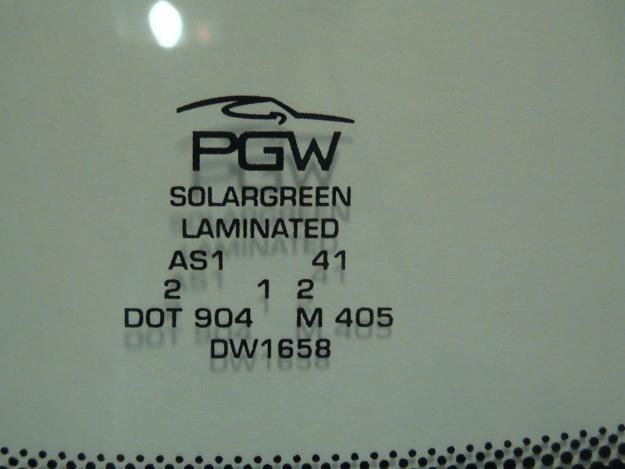 PGW
SOLARGREEN
LAMINATED
AS1 41
2 1 2
DOT 904 M 405
DW1658